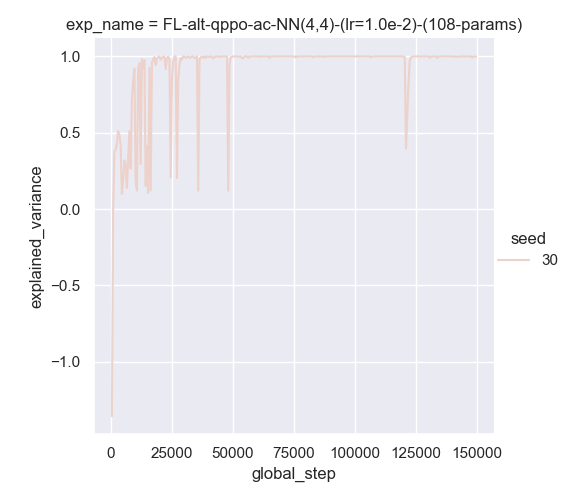 exp_name = FL-alt-qppo-ac-NN(4,4)-(lr=1.0e-2)-(108-params)
1.0
0.5
0.0
−0.5
−1.0
explained_variance
seed
30
0 25000 50000 75000 100000 125000 150000
global_step